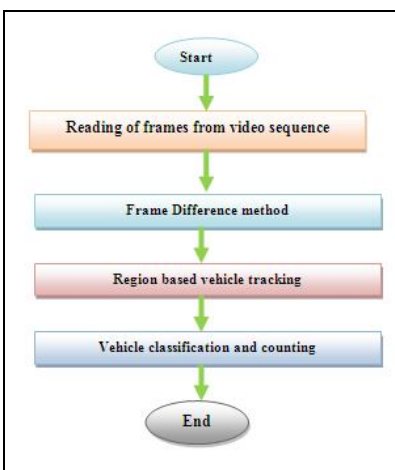 Start
Reading of frames from video sequence
Frame Difference method
Region based vehicle tracking
Vehicle classification and counting
End